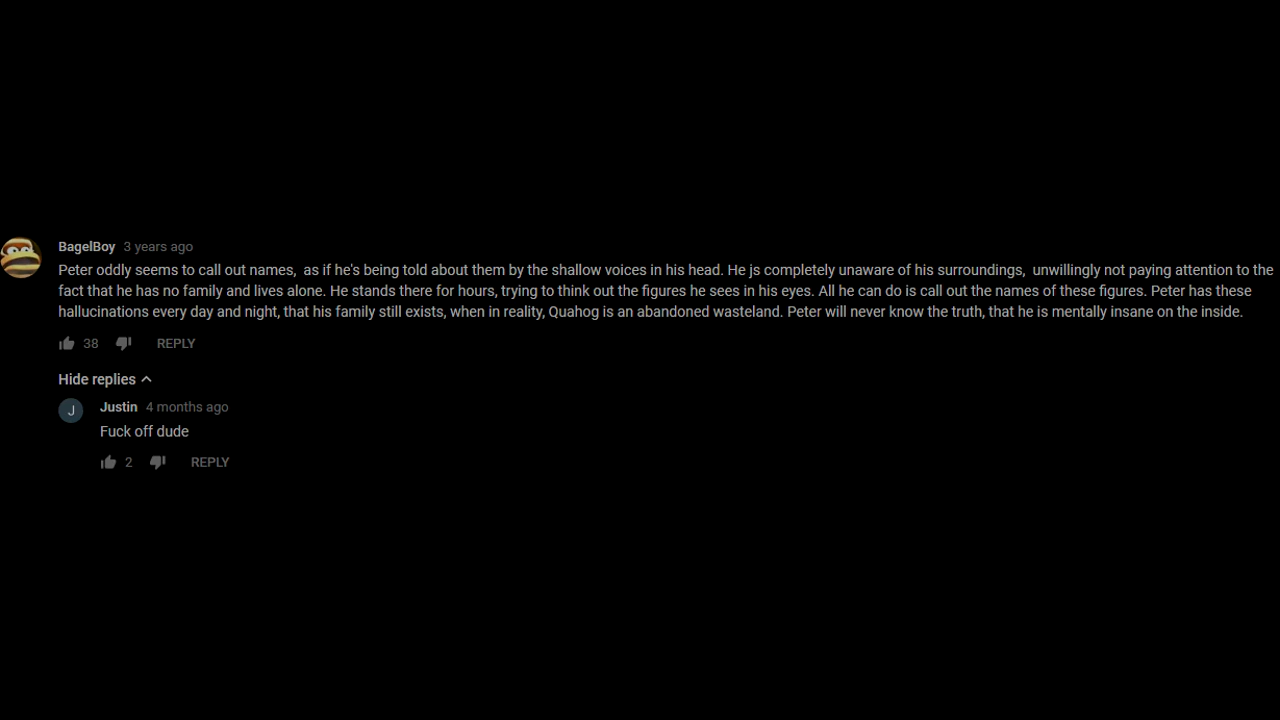 BagelBoy 3 years ago
Peter oddly seems to call out names,  as if he's being told about them by the shallow voices in his head. He js completely unaware of his surroundings,  unwillingly not paying attention to the
fact that he has no family and lives alone. He stands there for hours, trying to think out the figures he sees in his eyes. All he can do is call out the names of these figures. Peter has these
hallucinations every day and night, that his family still exists, when in reality, Quahog is an abandoned wasteland. Peter will never know the truth, that he is mentally insane on the inside.
38 REPLY
Hide replies
J Justin 4 months ago
Fuck off dude
2 REPLY